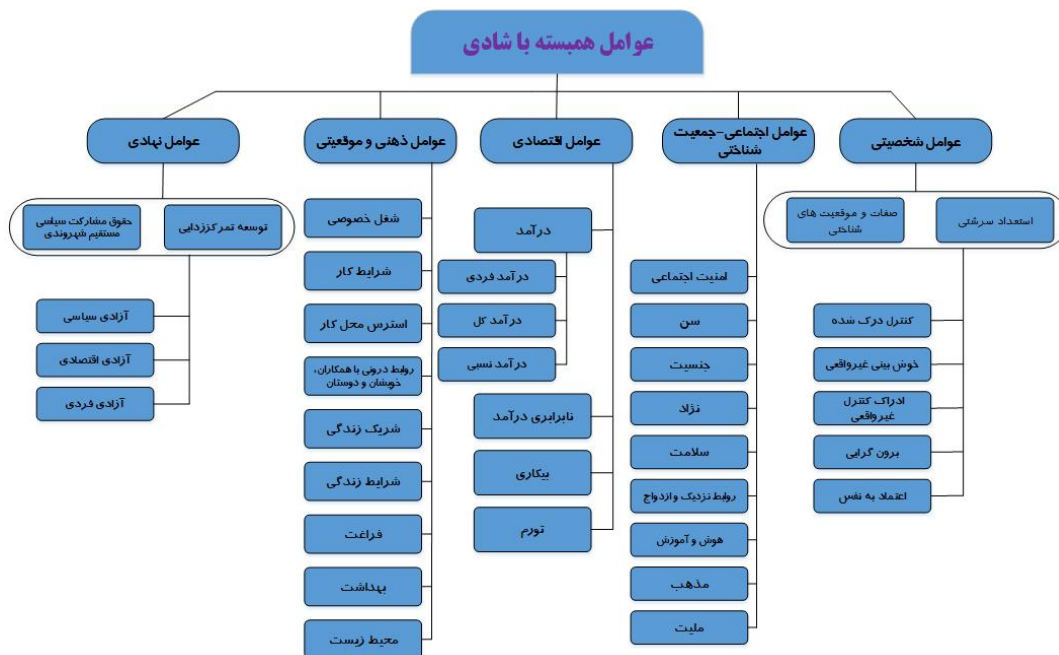 عوامل همبسته با شادی
عوامل شخصیتی
عوامل اجتماعی-جمعیت
شناختی
عوامل اقتصادی
عوامل ذهنی و موقعیتی
عوامل نهادی
استعداد سرشتی
صفات و موقعیت های
شناختی
کنترل درک شده
خوش بینی غیرواقعی
ادراک کنترل
غیرواقعی
برون گرایی
اعتماد به نفس
امنیت اجتماعی
سن
جنسیت
نژاد
سلامت
روابط نزدیک و ازدواج
هوش و آموزش
مذهب
ملیت
درآمد
درآمد فردی
درآمد کل
درآمد نسبی
نابرابری درآمد
بیکاری
تورم
شغل خصوصی
شرایط کار
استرس محل کار
روابط درونی با همکاران،
خویشان و دوستان
شریک زندگی
شرایط زندگی
فراغت
بهداشت
محیط زیست
توسعه تمرکززدایی
حقوق مشارکت سیاسی
مستقیم شهروندی
آزادی سیاسی
آزادی اقتصادی
آزادی فردی